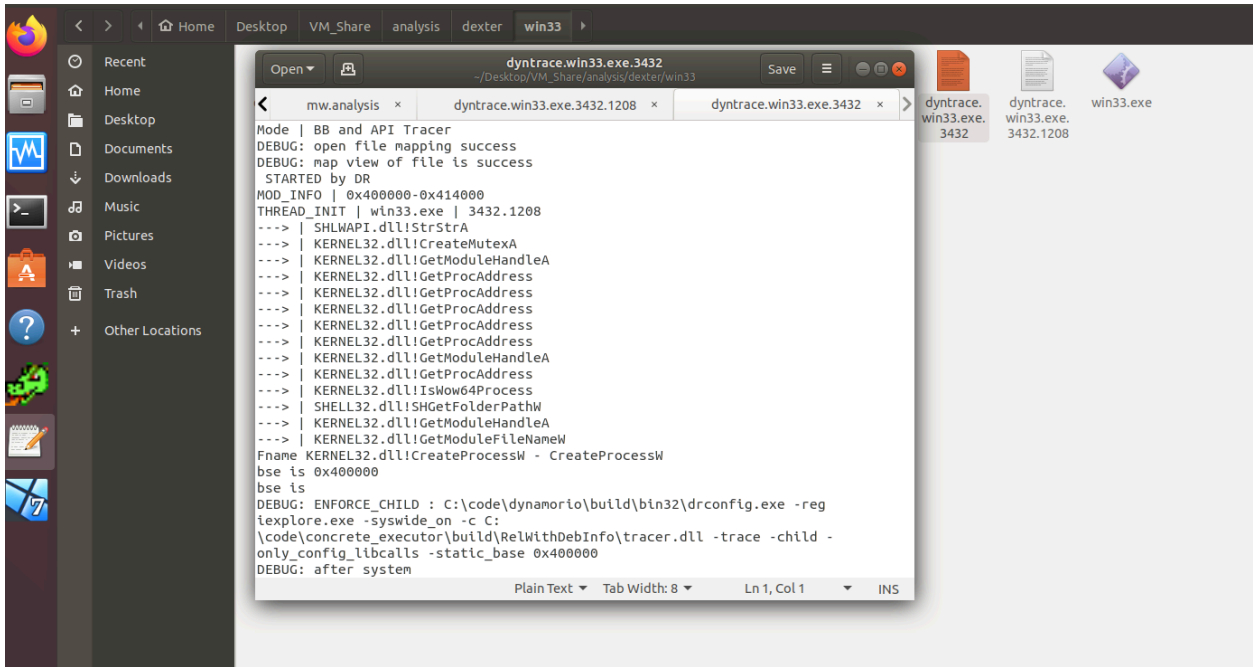 Home
Desktop
VM_Share
analysis
dexter
win33
Recent
Home
Desktop
Documents
Downloads
Music
Pictures
Videos
Trash
+ Other Locations
Open
dyntrace.win33.exe.3432
~/Desktop/VM_Share/analysis/dexter/win33
Save
mw.analysis ×
dyntrace.win33.exe.3432.1208 ×
dyntrace.win33.exe.3432 ×
Mode | BB and API Tracer
DEBUG: open file mapping success
DEBUG: map view of file is success
STARTED by DR
MOD_INFO | 0x400000-0x414000
THREAD_INIT | win33.exe | 3432.1208
---> | SHLWAPI.dll!StrStrA
---> | KERNEL32.dll!CreateMutexA
---> | KERNEL32.dll!GetModuleHandleA
---> | KERNEL32.dll!GetProcAddress
---> | KERNEL32.dll!GetProcAddress
---> | KERNEL32.dll!GetProcAddress
---> | KERNEL32.dll!GetProcAddress
---> | KERNEL32.dll!GetProcAddress
---> | KERNEL32.dll!GetModuleHandleA
---> | KERNEL32.dll!GetProcAddress
---> | KERNEL32.dll!IsWow64Process
---> | SHELL32.dll!SHGetFolderPathW
---> | KERNEL32.dll!GetModuleHandleA
---> | KERNEL32.dll!GetModuleFileNameW
Fname KERNEL32.dll!CreateProcessW - CreateProcessW
bse is 0x400000
bse is
DEBUG: ENFORCE_CHILD : C:\code\dynamorio\build\bin32\drconfig.exe -reg
iexplore.exe -syswide_on -c C:
\code\concrete_executor\build\RelWithDebInfo\tracer.dll -trace -child -
only_config_libcalls -static_base 0x400000
DEBUG: after system
Plain Text
Tab Width: 8
Ln 1, Col 1
INS
dyntrace.
win33.exe.
3432
dyntrace.
win33.exe.
3432.1208
win33.exe
>_
?
7